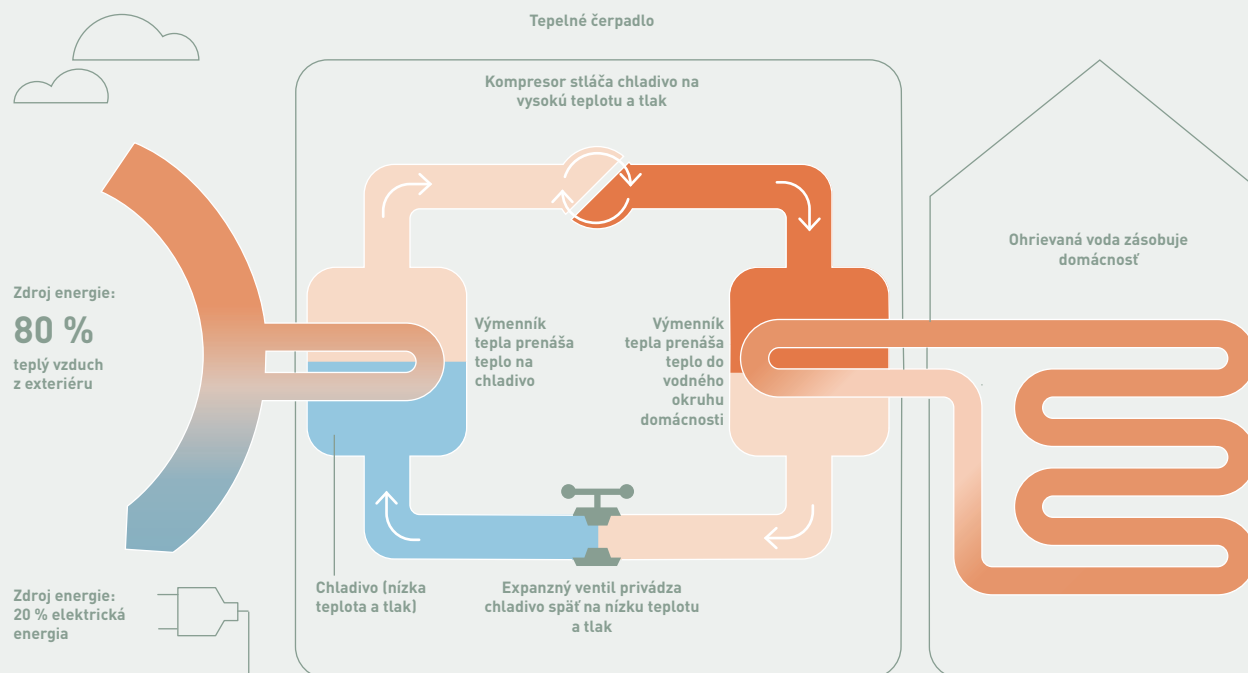 Tepelné čerpadlo
Kompresor stláča chladivo na
vysokú teplotu a tlak
Zdroj energie:
80 %
teplý vzduch
z exteriéru
Výmenník
tepla prenáša
teplo na
chladivo
Výmenník
tepla prenáša
teplo do
vodného
okruhu
domácnosti
Ohrievaná voda zásobuje
domácnosť
Zdroj energie:
20 % elektrická
energia
Chladivo (nízka
teplota a tlak)
Expanzný ventil privádza
chladivo späť na nízku teplotu
a tlak